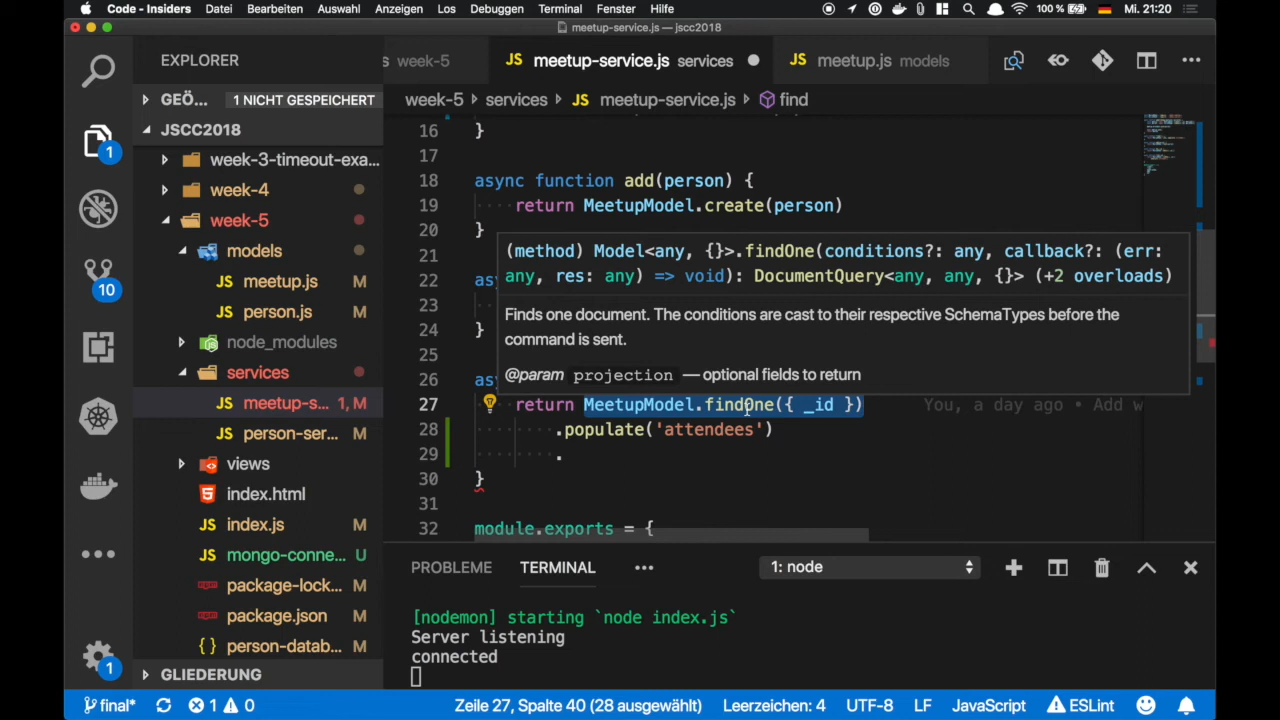 Code - Insiders Datei Bearbeiten Auswahl Anzeigen Los Debuggen Terminal Fenster Hilfe 100 % Mi. 21:20
meetup-service.js — jscc2018
EXPLORER
week-5 JS meetup-service.js services JS meetup.js models
GEÖ... 1 NICHT GESPEICHERT
week-5 > services > JS meetup-service.js > find
JSCC2018
week-3-timeout-exa...
week-4
week-5
models
JS meetup.js M
JS person.js M
node_modules
services
JS meetup-s... 1, M
JS person-ser... M
views
index.html
JS index.js M
JS mongo-conne... U
package-lock... M
package.json M
{ } person-datab... M
GLIEDERUNG
1
10
1
16 }
17
18 async function add(person) {
19 return MeetupModel.create(person)
20 }
21
22 as
23
24 }
25
26 as
27 return MeetupModel.findOne({ _id }) You, a day ago • Add w
28 .populate('attendees')
29 .
30 }
31
32 module.exports = {
(method) Model<any, {}>.findOne(conditions?: any, callback?: (err:
any, res: any) => void): DocumentQuery<any, any, {}> (+2 overloads)
Finds one document. The conditions are cast to their respective SchemaTypes before the
command is sent.
@param projection — optional fields to return
PROBLEME TERMINAL ••• 1: node
[nodemon] starting `node index.js`
Server listening
connected
final* 1 0 Zeile 27, Spalte 40 (28 ausgewählt) Leerzeichen: 4 UTF-8 LF JavaScript ESLint